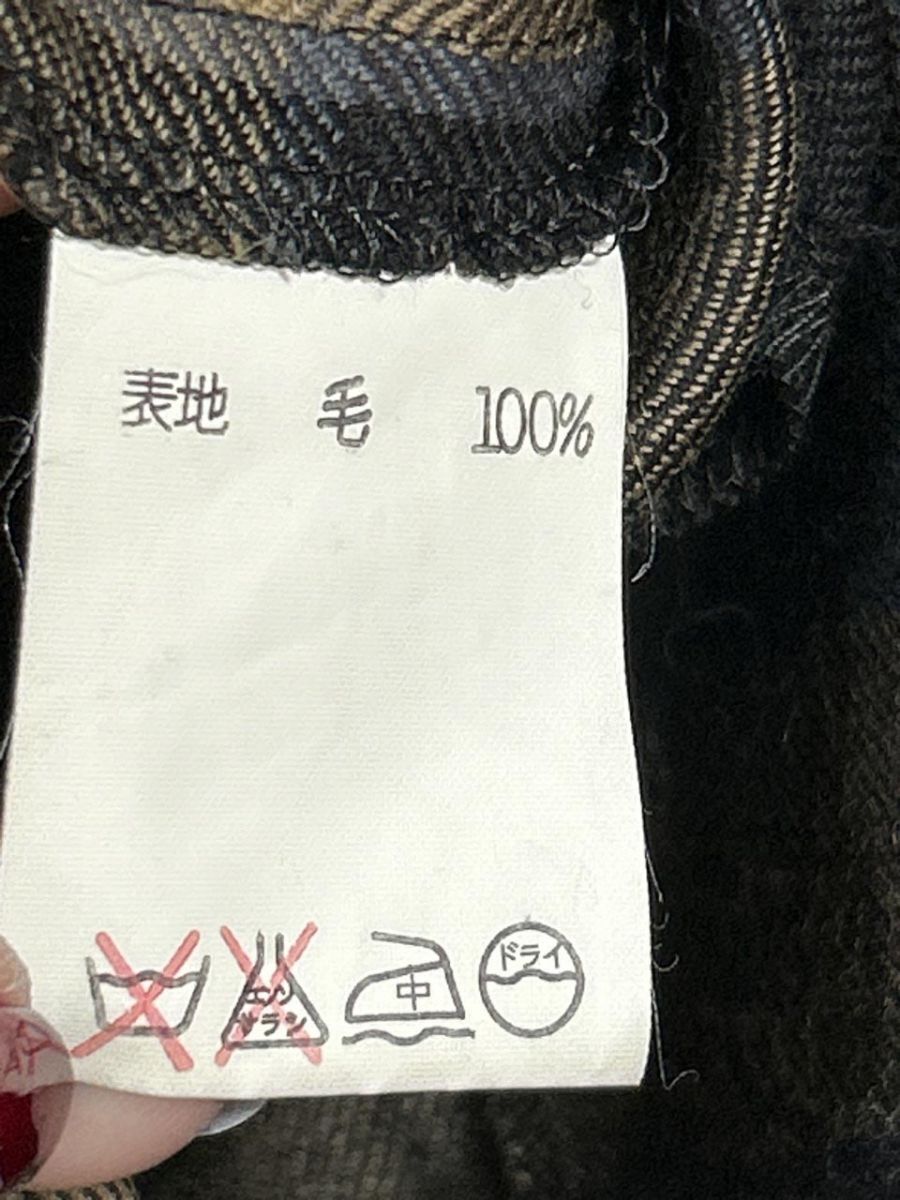 表地 毛 100%
エンソ サラシ 中 ドライ